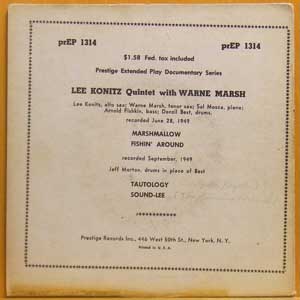 prEP 1314 prEP 1314
$1.58 Fed. tax included
Prestige Extended Play Documentary Series
LEE KONITZ Quintet with WARNE MARSH
Lee Konitz, alto sax; Warne Marsh, tenor sax; Sal Mosca, piano;
Arnold Fishkin, bass; Denzil Best, drums.
recorded June 28, 1949
MARSHMALLOW
FISHIN' AROUND
recorded September, 1949
Jeff Morton, drums in place of Best
TAUTOLOGY
SOUND-LEE
Prestige Records Inc., 446 West 50th St., New York, N. Y.
Printed in U. S. A.